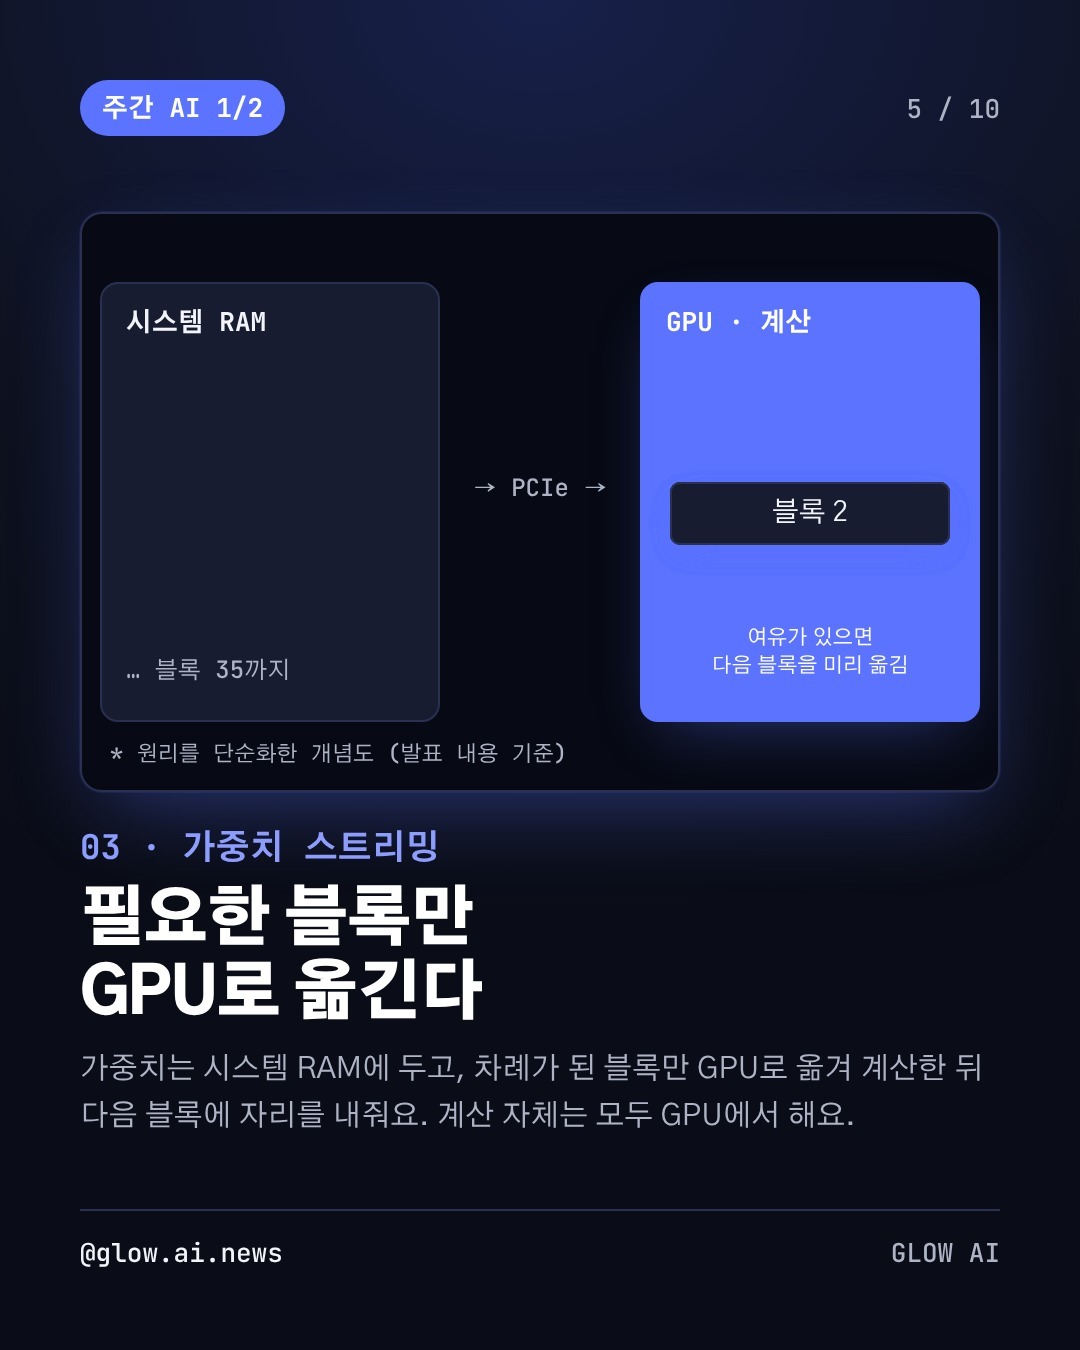 주간 AI 1/2
5 / 10
시스템 RAM
… 블록 35까지
→ PCIe →
GPU · 계산
블록 2
여유가 있으면
다음 블록을 미리 옮김
* 원리를 단순화한 개념도 (발표 내용 기준)
03 · 가중치 스트리밍
필요한 블록만
GPU로 옮긴다
가중치는 시스템 RAM에 두고, 차례가 된 블록만 GPU로 옮겨 계산한 뒤
다음 블록에 자리를 내줘요. 계산 자체는 모두 GPU에서 해요.
@glow.ai.news
GLOW AI